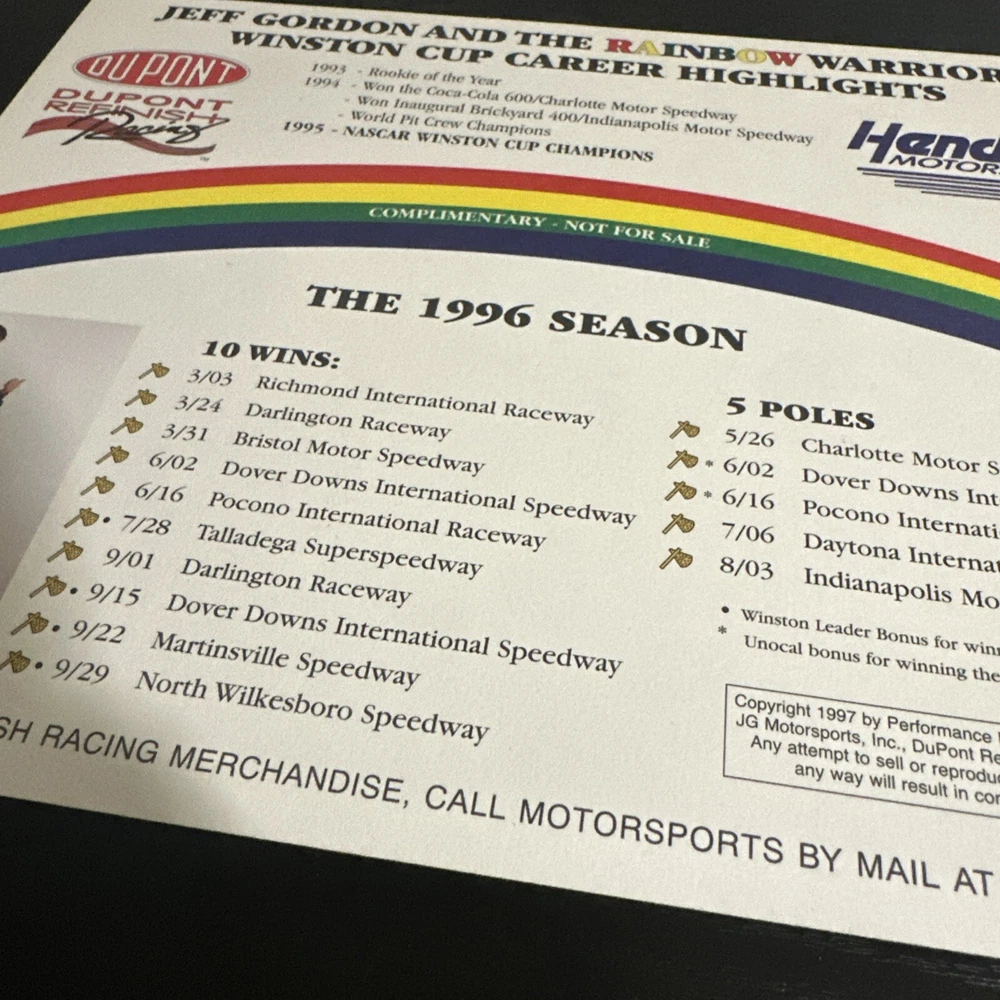 JEFF GORDON AND THE RAINBOW WARRIOR
WINSTON CUP CAREER HIGHLIGHTS
DU PONT
DUPONT
REFINISH
Racing
TM
1993 - Rookie of the Year
1994 - Won the Coca-Cola 600/Charlotte Motor Speedway
- Won Inaugural Brickyard 400/Indianapolis Motor Speedway
- World Pit Crew Champions
1995 - NASCAR WINSTON CUP CHAMPIONS
Hend
MOTOR
COMPLIMENTARY - NOT FOR SALE
THE 1996 SEASON
10 WINS:
3/03 Richmond International Raceway
3/24 Darlington Raceway
3/31 Bristol Motor Speedway
6/02 Dover Downs International Speedway
6/16 Pocono International Raceway
• 7/28 Talladega Superspeedway
9/01 Darlington Raceway
• 9/15 Dover Downs International Speedway
• 9/22 Martinsville Speedway
• 9/29 North Wilkesboro Speedway
5 POLES
5/26 Charlotte Motor S
* 6/02 Dover Downs Int
* 6/16 Pocono Internati
7/06 Daytona Internat
8/03 Indianapolis Mo
• Winston Leader Bonus for winn
* Unocal bonus for winning the
Copyright 1997 by Performance
JG Motorsports, Inc., DuPont Re
Any attempt to sell or reprodu
any way will result in cor
SH RACING MERCHANDISE, CALL MOTORSPORTS BY MAIL AT